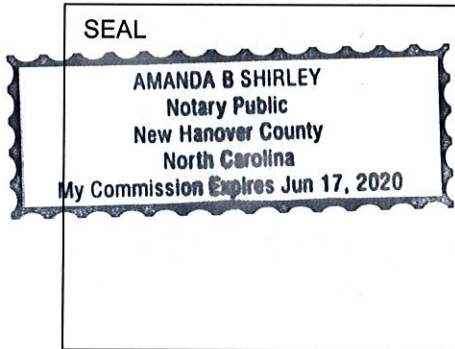 SEAL
AMANDA B SHIRLEY
Notary Public
New Hanover County
North Carolina
My Commission Expires Jun 17, 2020